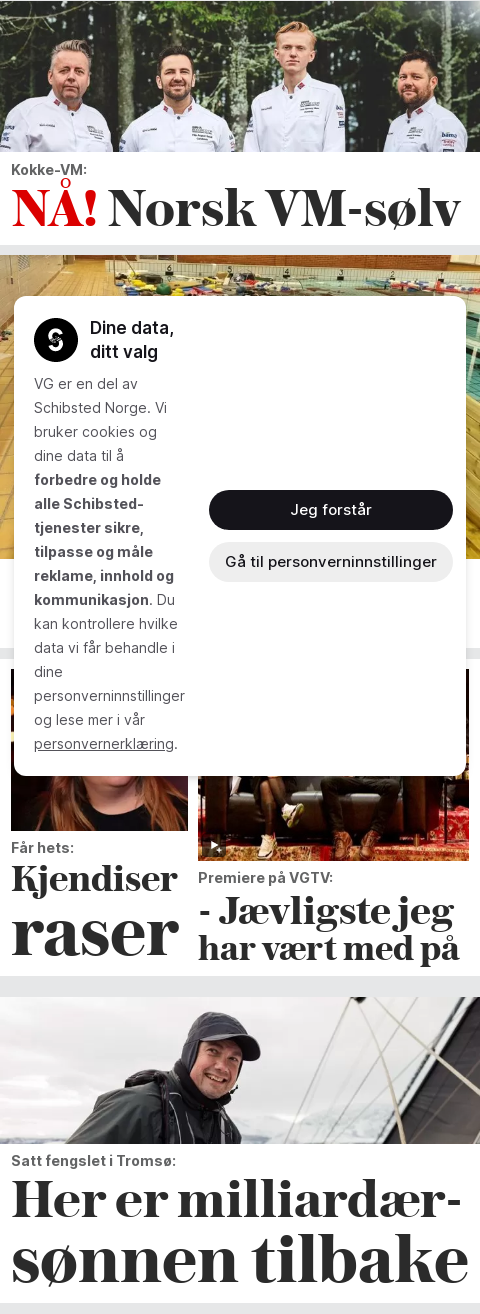 Kokke-VM:
NÅ! Norsk VM-sølv
Dine data,
ditt valg
VG er en del av
Schibsted Norge. Vi
bruker cookies og
dine data til å
forbedre og holde
alle Schibsted-
tjenester sikre,
tilpasse og måle
reklame, innhold og
kommunikasjon. Du
kan kontrollere hvilke
data vi får behandle i
dine
personverninnstillinger
og lese mer i vår
personvernerklæring.
Jeg forstår
Gå til personverninnstillinger
Får hets:
Kjendiser
raser
Premiere på VGTV:
- Jævligste jeg
har vært med på
Satt fengslet i Tromsø:
Her er milliardær-
sønnen tilbake